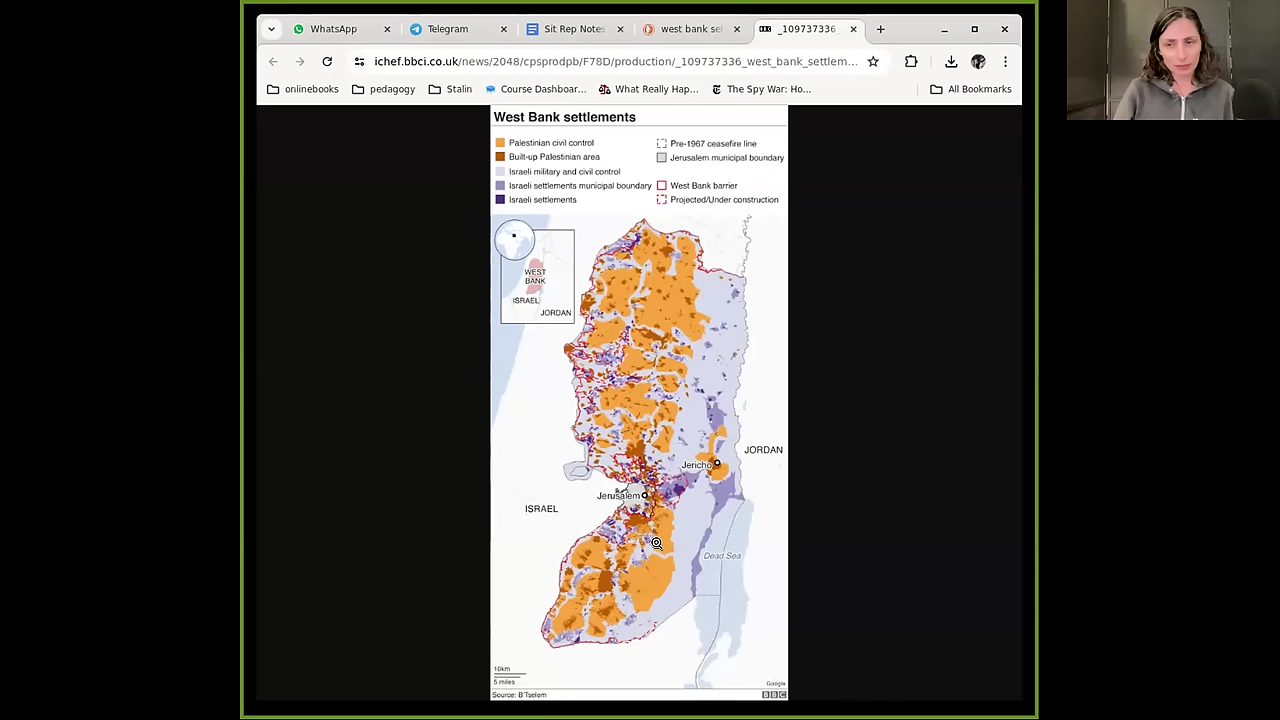 WhatsApp
Telegram
Sit Rep Notes
west bank set
_109737336_
ichef.bbci.co.uk/news/2048/cpsprodpb/F78D/production/_109737336_west_bank_settlem...
onlinebooks
pedagogy
Stalin
Course Dashboar...
What Really Hap...
The Spy War: Ho...
All Bookmarks
West Bank settlements
Palestinian civil control
Built-up Palestinian area
Israeli military and civil control
Israeli settlements municipal boundary
Israeli settlements
Pre-1967 ceasefire line
Jerusalem municipal boundary
West Bank barrier
Projected/Under construction
WEST
BANK
ISRAEL
JORDAN
JORDAN
Jericho
Jerusalem
ISRAEL
Dead Sea
10km
5 miles
Google
Source: B'Tselem
BBC